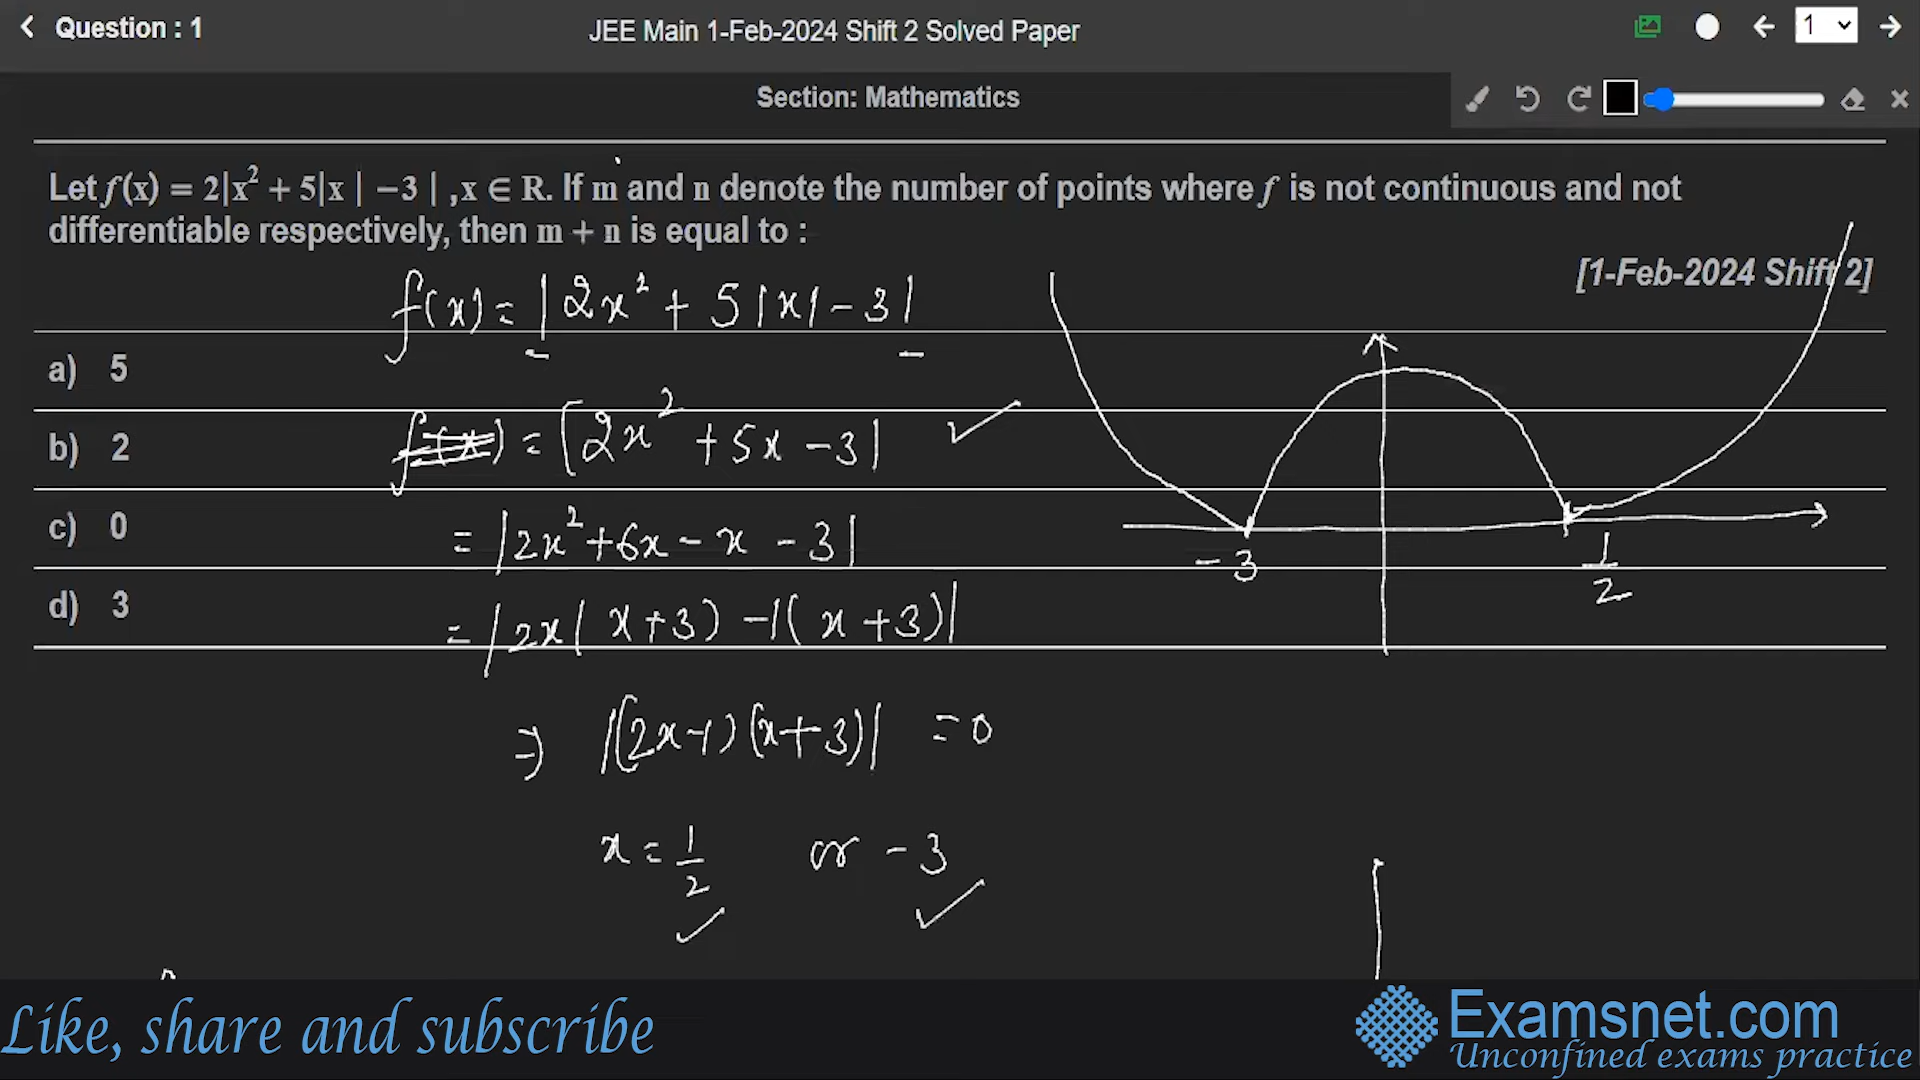 Question : 1
JEE Main 1-Feb-2024 Shift 2 Solved Paper
1
Section: Mathematics
Let f(x) = 2|x² + 5|x | −3 | ,x ∈ R. If m and n denote the number of points where f is not continuous and not
differentiable respectively, then m + n is equal to :
[1-Feb-2024 Shift 2]
f(x) = |2x² + 5|x| − 3|
a) 5
f(x) = |2x² + 5x − 3|
b) 2
c) 0
= |2x² + 6x − x − 3|
−3
1/2
d) 3
= |2x(x+3) −1(x+3)|
⇒ |(2x−1)(x+3)| = 0
x = 1/2 or −3
Like, share and subscribe
Examsnet.com
Unconfined exams practice